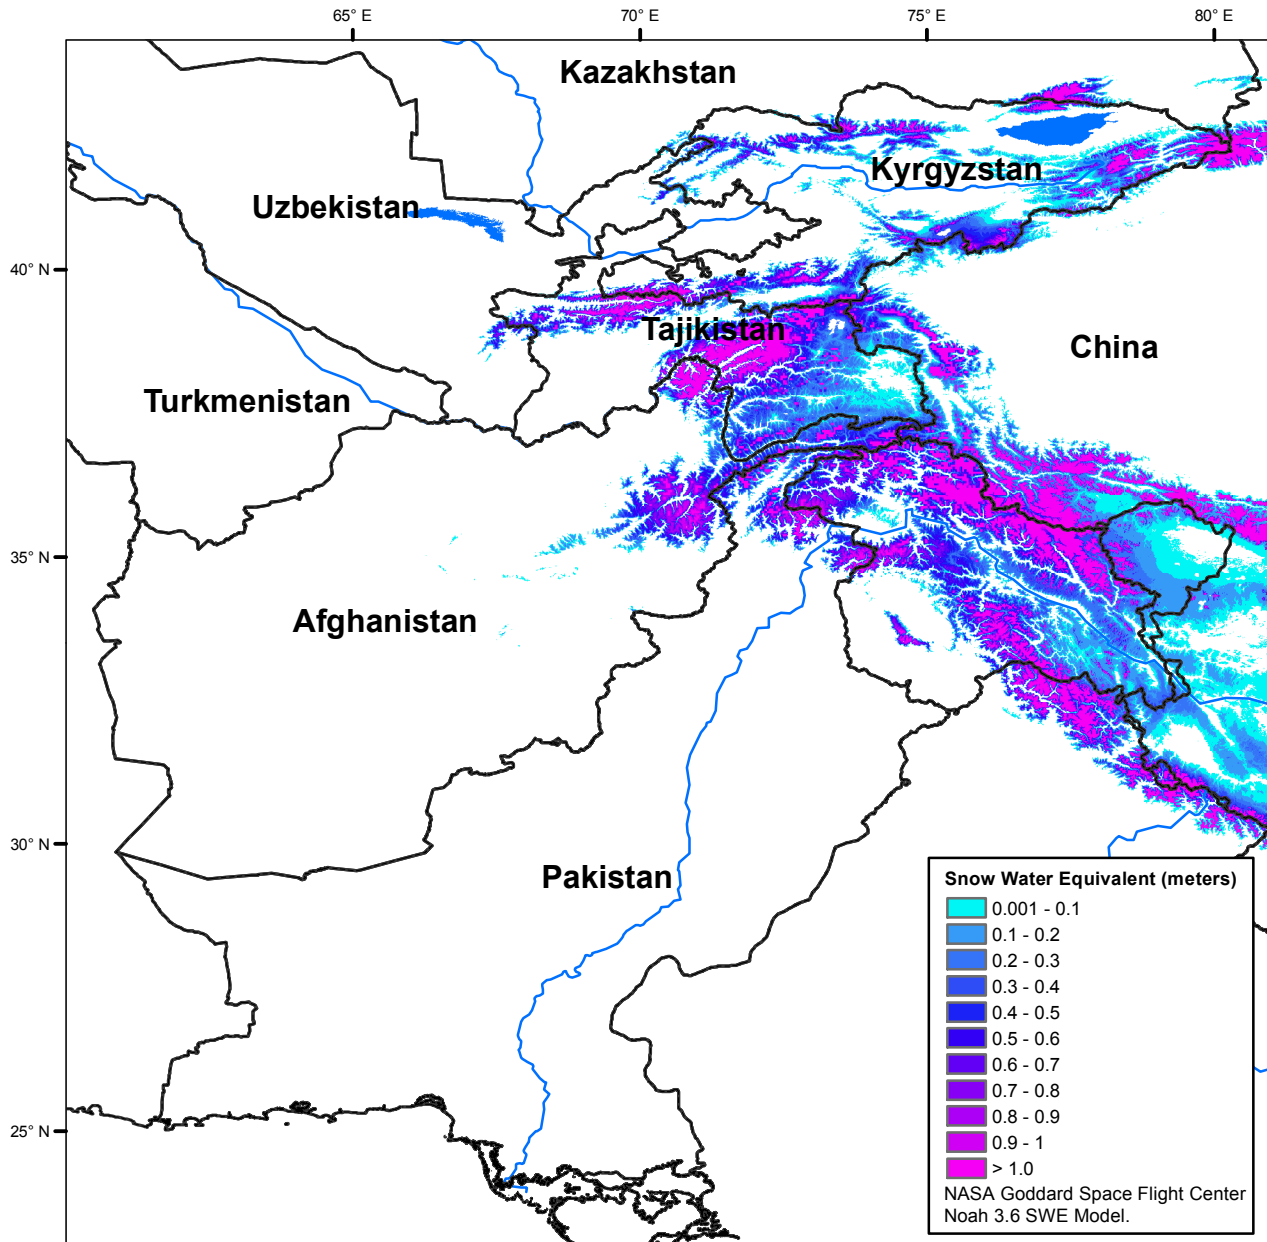 65° E
70° E
75° E
80° E
Kazakhstan
Kyrgyzstan
Uzbekistan
40° N
Tajikistan
China
Turkmenistan
35° N
Afghanistan
30° N
Pakistan
25° N
Snow Water Equivalent (meters)
0.001 - 0.1
0.1 - 0.2
0.2 - 0.3
0.3 - 0.4
0.4 - 0.5
0.5 - 0.6
0.6 - 0.7
0.7 - 0.8
0.8 - 0.9
0.9 - 1
> 1.0
NASA Goddard Space Flight Center
Noah 3.6 SWE Model.